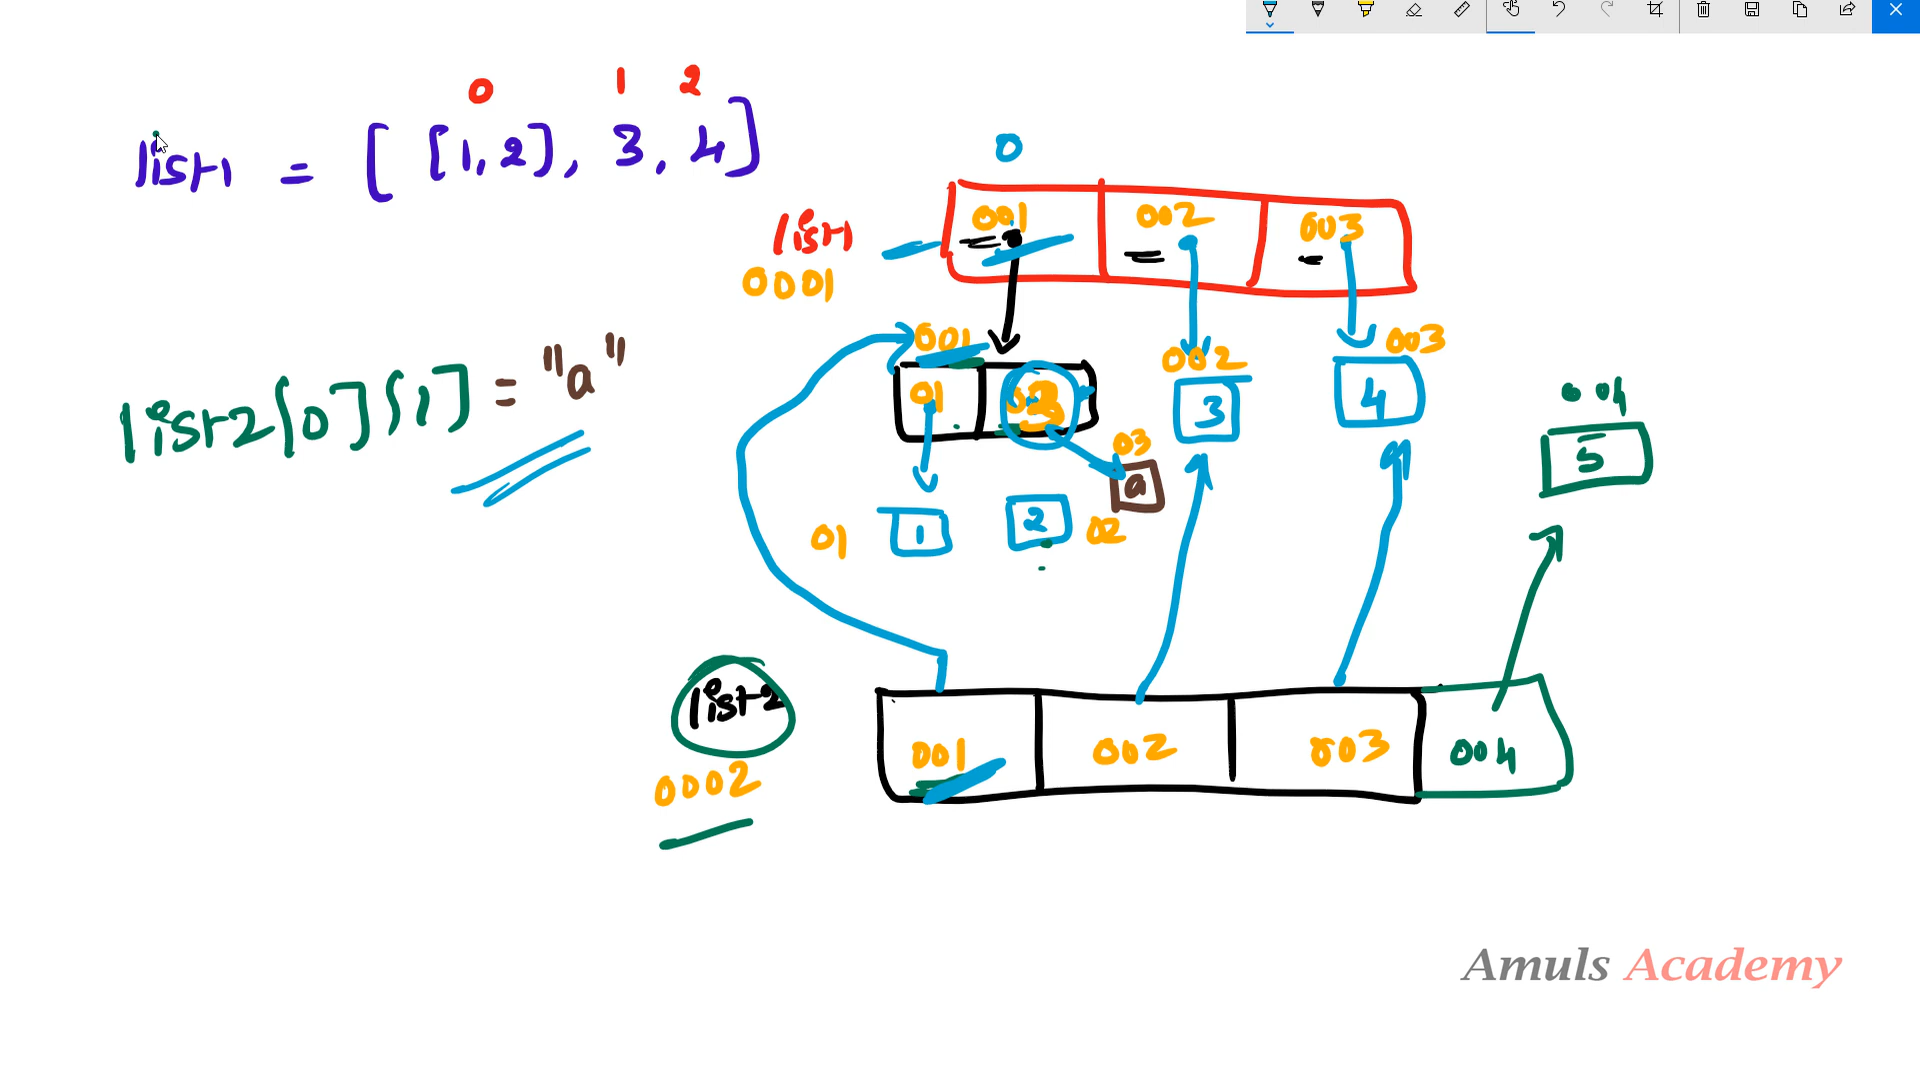 0 1 2
list1 = [ [1,2], 3, 4 ]
0
list1
0001
001 002 003
001 002 003
01
3 4
004
5
list2[0][1] = "a"
03
a
01 1 2 02
list2
0002
001 002 003 004
Amuls Academy